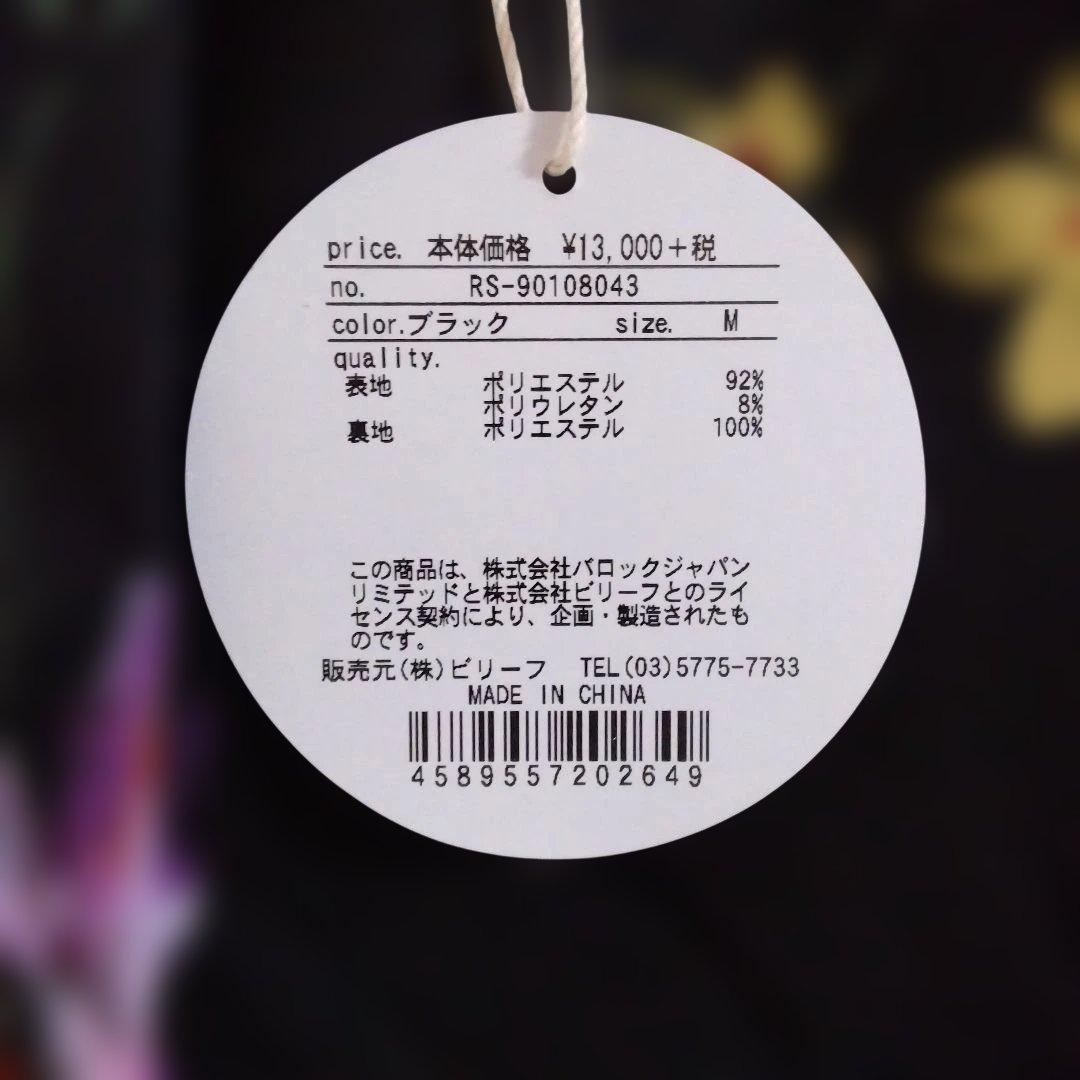 price. 本体価格 ¥13,000+税
no. RS-90108043
color.ブラック size. M
quality.
表地 ポリエステル 92%
ポリウレタン 8%
裏地 ポリエステル 100%
この商品は、株式会社バロックジャパン
リミテッドと株式会社ビリーフとのライ
センス契約により、企画・製造されたも
のです。
販売元(株)ビリーフ TEL(03)5775-7733
MADE IN CHINA
4589557202649